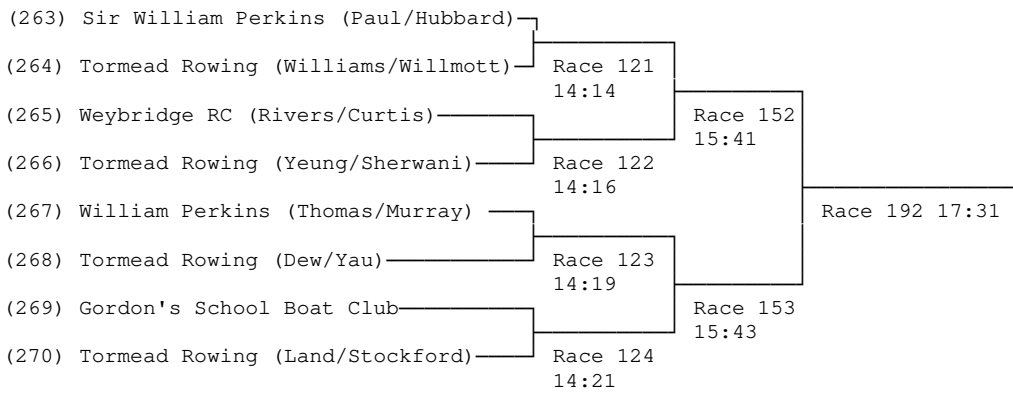 (263) Sir William Perkins (Paul/Hubbard)
(264) Tormead Rowing (Williams/Willmott)
Race 121
14:14
(265) Weybridge RC (Rivers/Curtis)
Race 152
15:41
(266) Tormead Rowing (Yeung/Sherwani)
Race 122
14:16
(267) William Perkins (Thomas/Murray)
Race 192 17:31
(268) Tormead Rowing (Dew/Yau)
Race 123
14:19
(269) Gordon's School Boat Club
Race 153
15:43
(270) Tormead Rowing (Land/Stockford)
Race 124
14:21